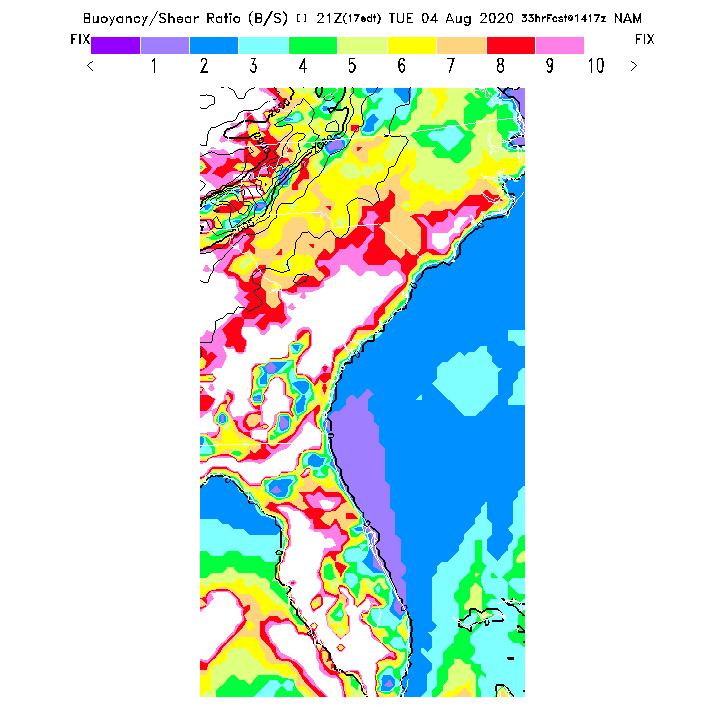 Buoyancy/Shear Ratio (B/S) [] 21Z(17edt) TUE 04 Aug 2020 33hrFcst@1417z NAM
FIX FIX
< 1 2 3 4 5 6 7 8 9 10 >